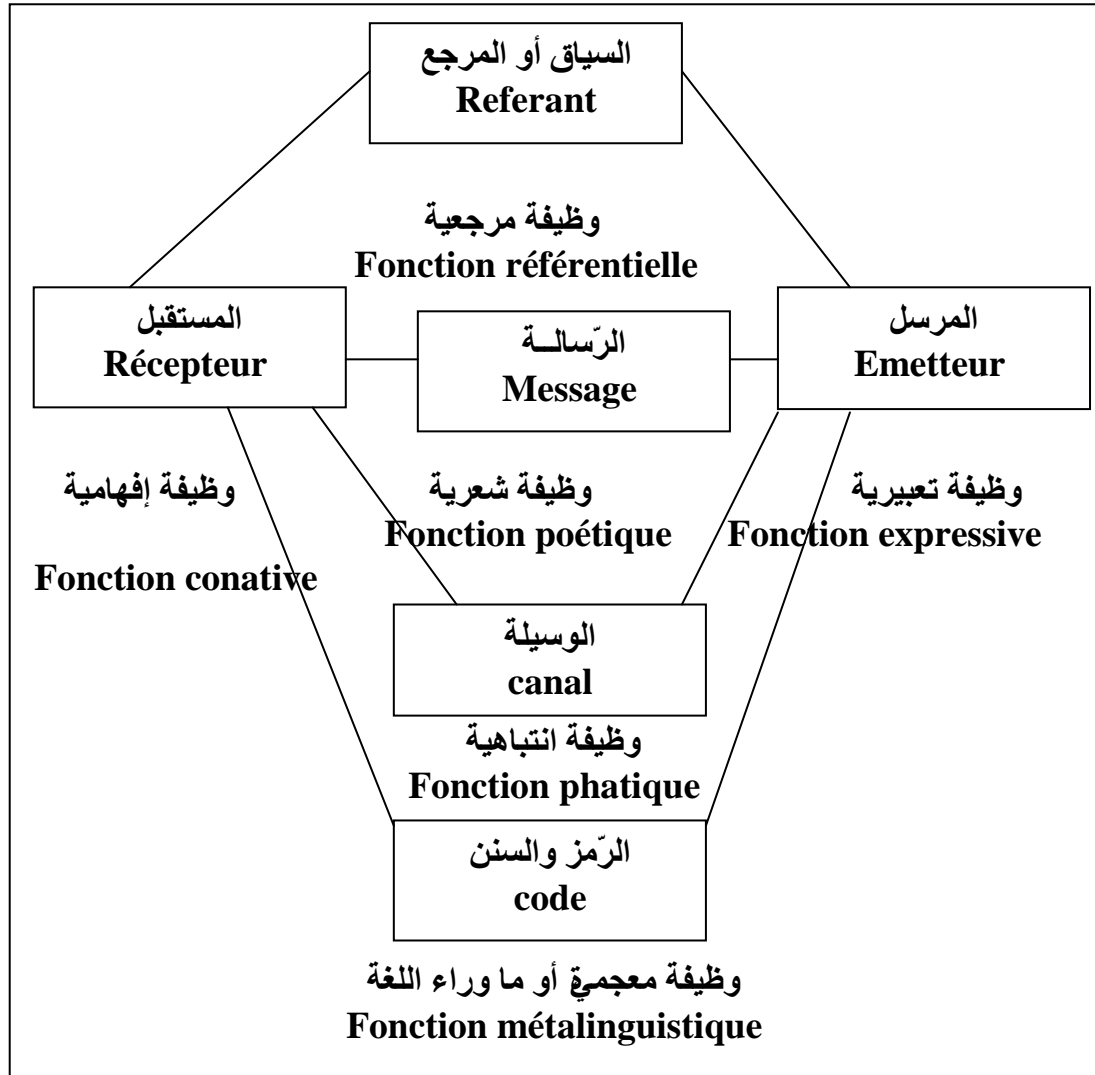 السياق أو المرجع
Referant
وظيفة مرجعية
Fonction référentielle
المرسل
Emetteur
الرّسالــة
Message
المستقبل
Récepteur
وظيفة تعبيرية
Fonction expressive
وظيفة شعرية
Fonction poétique
وظيفة إفهامية
Fonction conative
الوسيلة
canal
وظيفة انتباهية
Fonction phatique
الرّمز والسنن
code
وظيفة معجمية أو ما وراء اللغة
Fonction métalinguistique